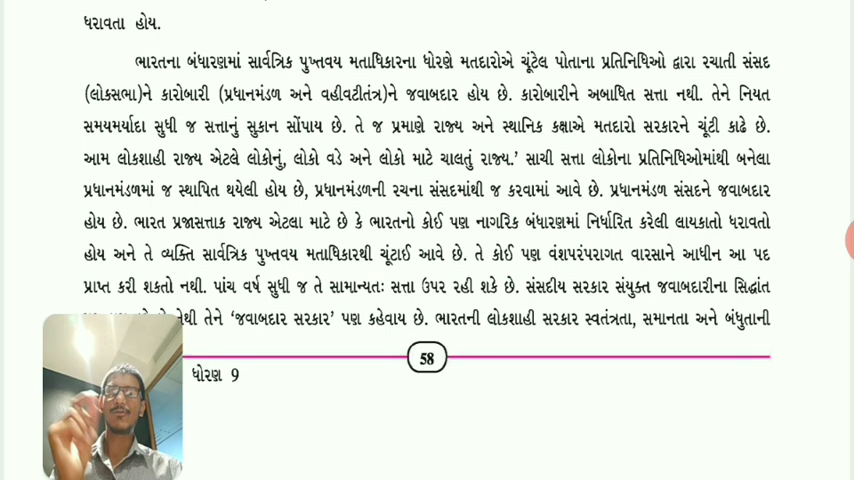 ધરાવતા હોય.
ભારતના બંધારણમાં સાર્વત્રિક પુખ્તવય મતાધિકારના ધોરણે મતદારોએ ચૂંટેલ પોતાના પ્રતિનિધિઓ દ્વારા રચાતી સંસદ
(લોકસભા)ને કારોબારી (પ્રધાનમંડળ અને વહીવટીતંત્ર)ને જવાબદાર હોય છે. કારોબારીને અબાધિત સત્તા નથી. તેને નિયત
સમયમર્યાદા સુધી જ સત્તાનું સુકાન સોંપાય છે. તે જ પ્રમાણે રાજ્ય અને સ્થાનિક કક્ષાએ મતદારો સરકારને ચૂંટી કાઢે છે.
આમ લોકશાહી રાજ્ય એટલે લોકોનું, લોકો વડે અને લોકો માટે ચાલતું રાજ્ય.’ સાચી સત્તા લોકોના પ્રતિનિધિઓમાંથી બનેલા
પ્રધાનમંડળમાં જ સ્થાપિત થયેલી હોય છે, પ્રધાનમંડળની રચના સંસદમાંથી જ કરવામાં આવે છે. પ્રધાનમંડળ સંસદને જવાબદાર
હોય છે. ભારત પ્રજાસત્તાક રાજ્ય એટલા માટે છે કે ભારતનો કોઈ પણ નાગરિક બંધારણમાં નિર્ધારિત કરેલી લાયકાતો ધરાવતો
હોય અને તે વ્યક્તિ સાર્વત્રિક પુખ્તવય મતાધિકારથી ચૂંટાઈ આવે છે. તે કોઈ પણ વંશપરંપરાગત વારસાને આધીન આ પદ
પ્રાપ્ત કરી શકતો નથી. પાંચ વર્ષ સુધી જ તે સામાન્યતઃ સત્તા ઉપર રહી શકે છે. સંસદીય સરકાર સંયુક્ત જવાબદારીના સિદ્ધાંત
તેને ‘જવાબદાર સરકાર’ પણ કહેવાય છે. ભારતની લોકશાહી સરકાર સ્વતંત્રતા, સમાનતા અને બંધુતાની
58
ધોરણ 9